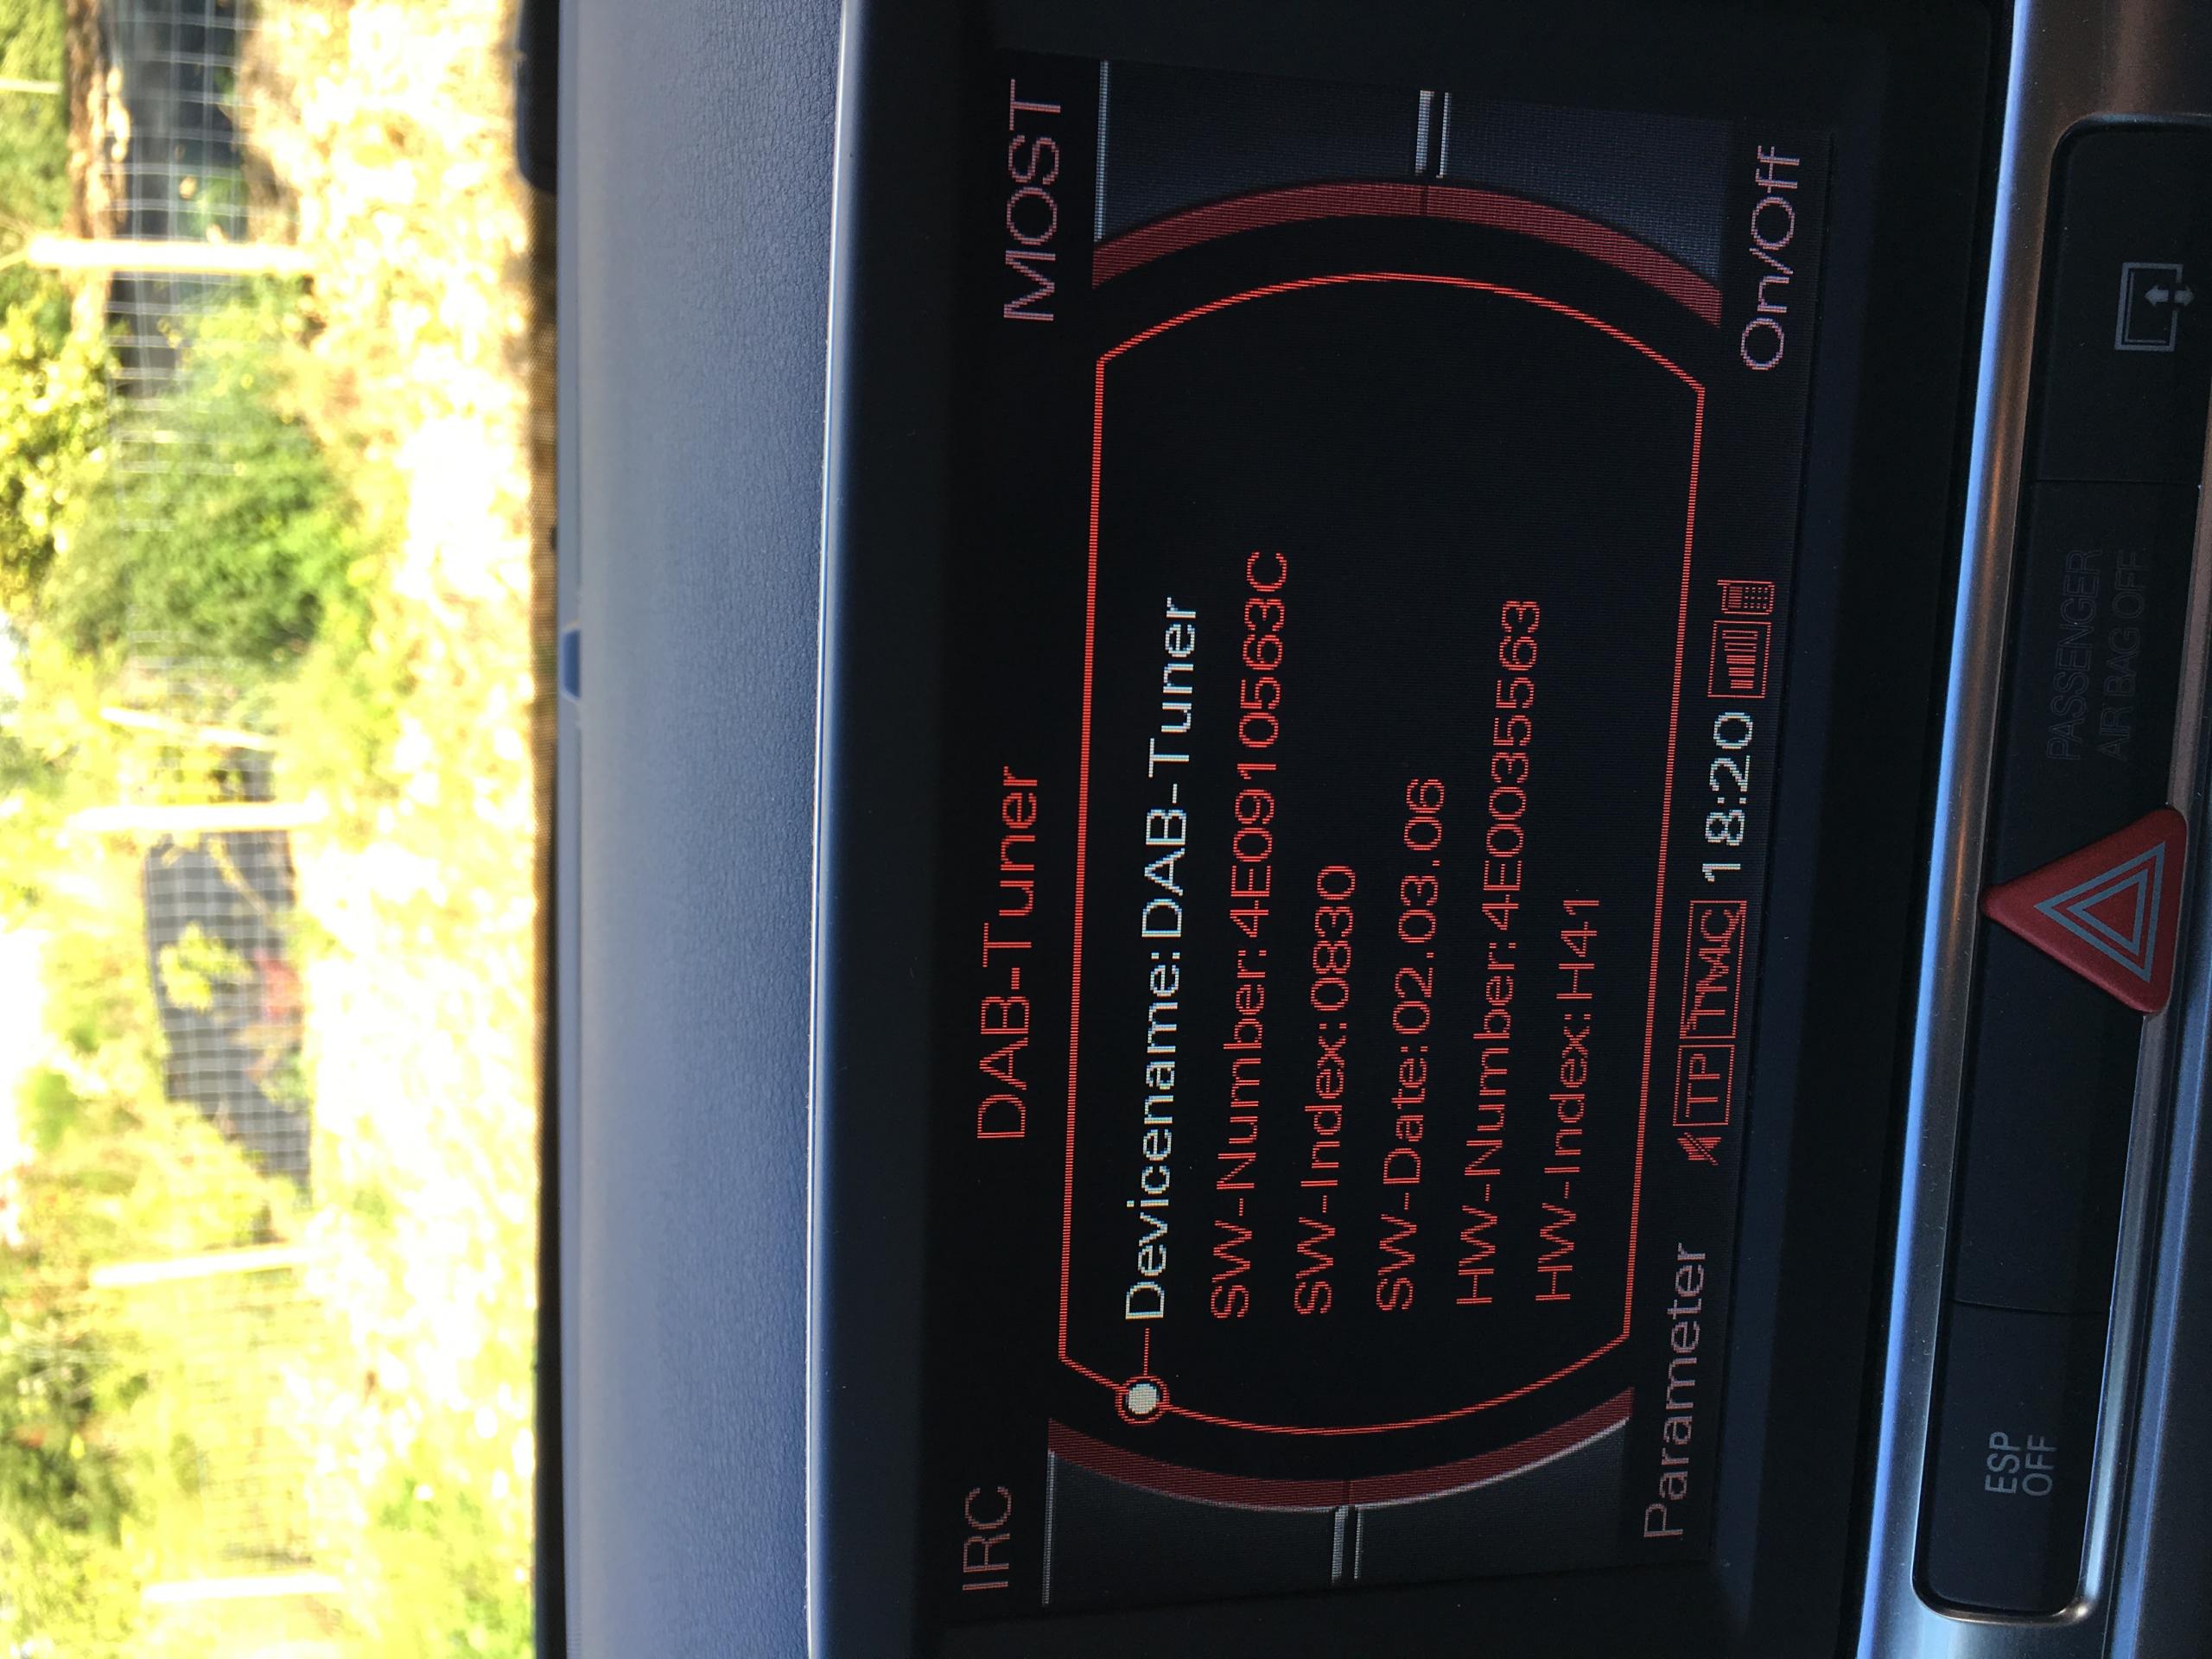 IRC DAB-Tuner MOST
Devicename:DAB-Tuner
SW-Number:4E0910563C
SW-Index:0830
SW-Date:02.03.06
HW-Number:4E0035563
HW-Index:H41
Parameter TP TMC 18:20 On/Off
ESP
OFF
PASSENGER
AIR BAG OFF